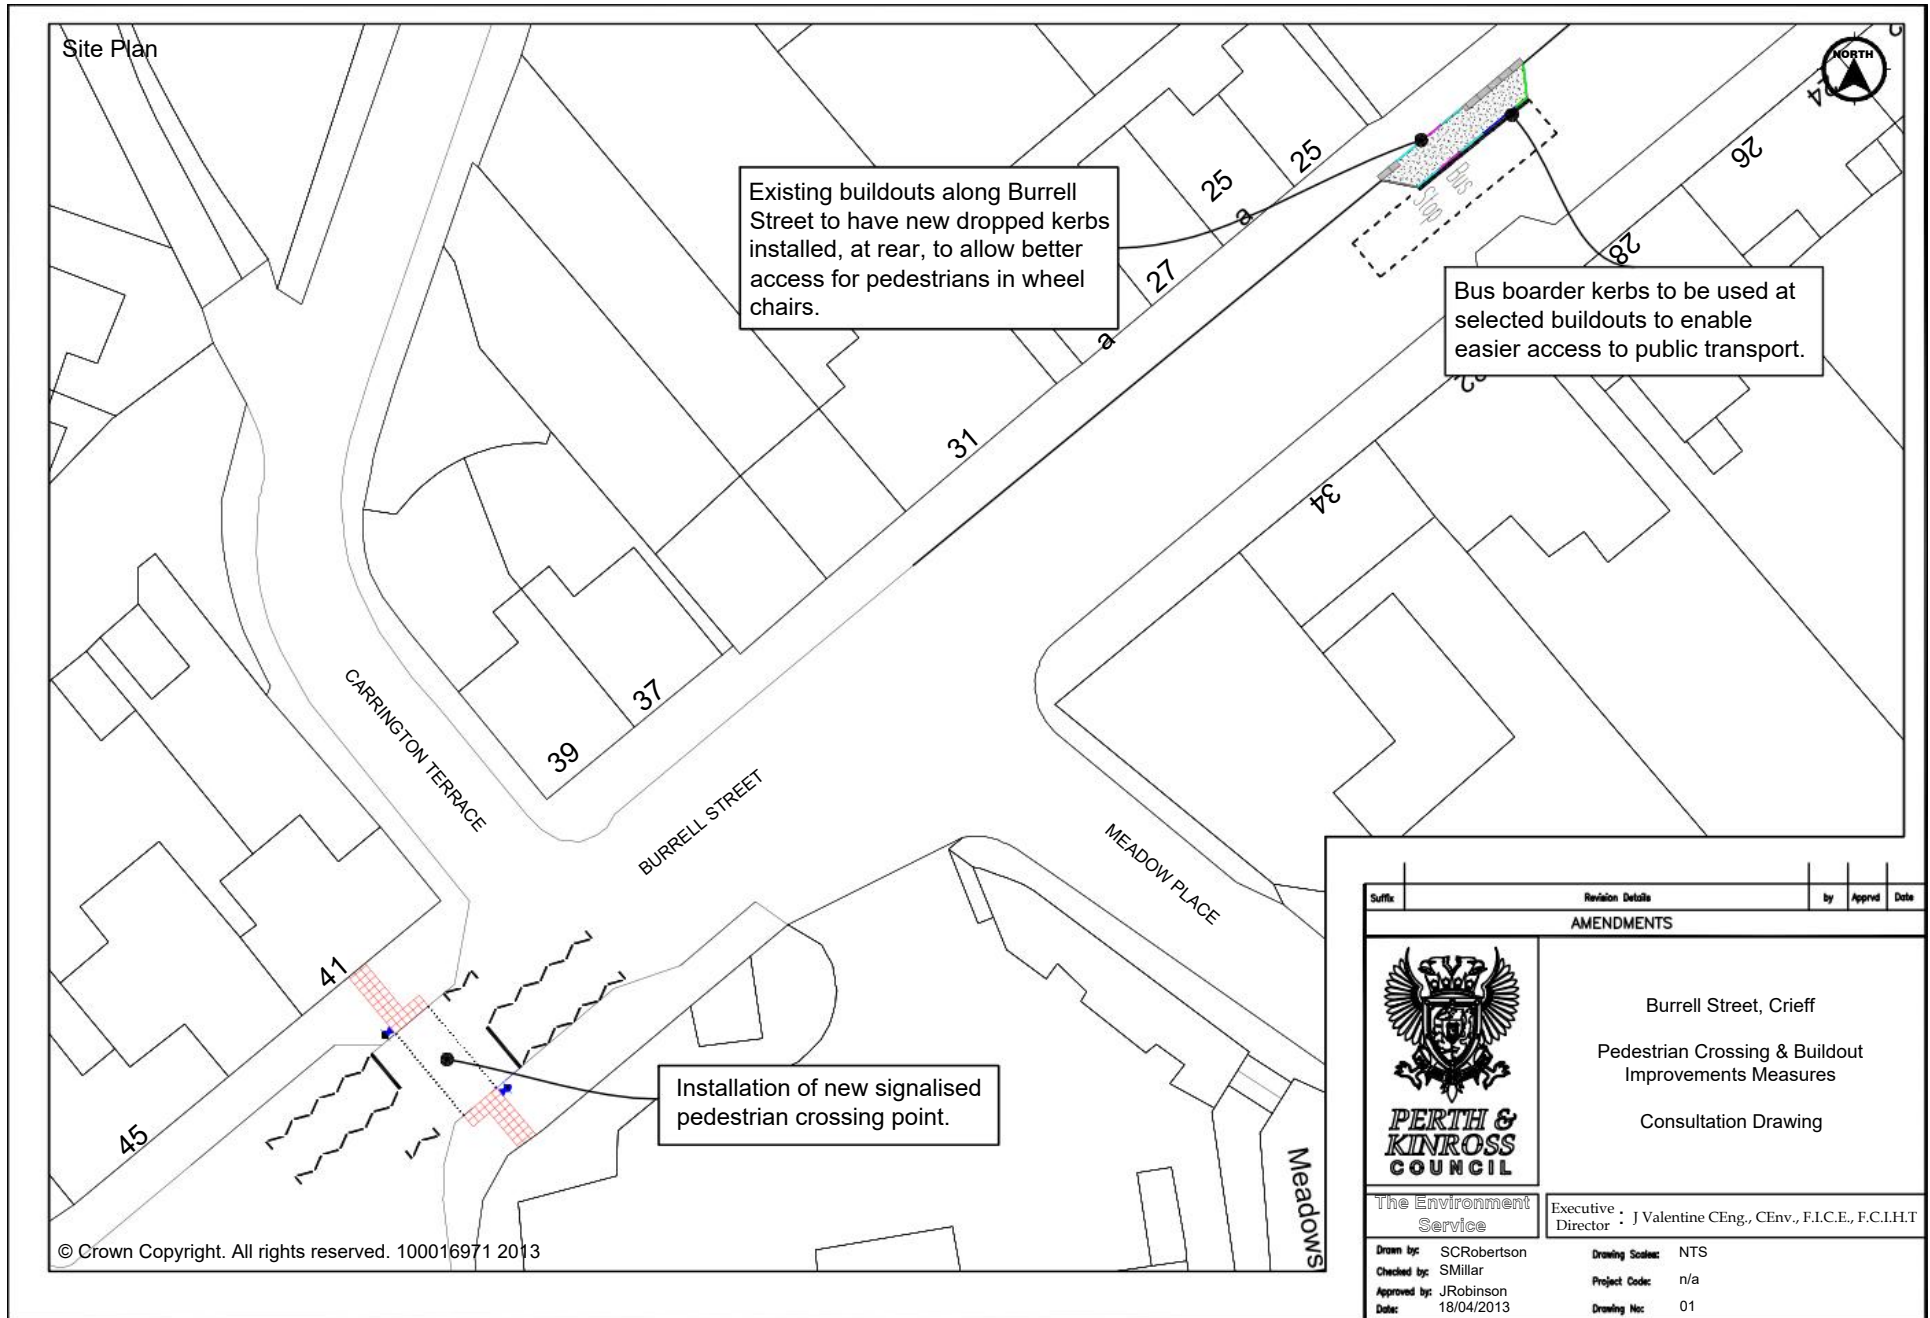 Site Plan
NORTH
24
26
25
25
a
27
a
28
Bus
Stop
Existing buildouts along Burrell
Street to have new dropped kerbs
installed, at rear, to allow better
access for pedestrians in wheel
chairs.
Bus boarder kerbs to be used at
selected buildouts to enable
easier access to public transport.
31
34
37
39
CARRINGTON TERRACE
BURRELL STREET
MEADOW PLACE
41
45
Installation of new signalised
pedestrian crossing point.
Meadows
© Crown Copyright. All rights reserved. 100016971 2013
Suffix Revision Details by Apprvd Date
AMENDMENTS
PERTH &
KINROSS
COUNCIL
Burrell Street, Crieff
Pedestrian Crossing & Buildout
Improvements Measures
Consultation Drawing
The Environment
Service
Executive Director : J Valentine CEng., CEnv., F.I.C.E., F.C.I.H.T
Drawn by: SCRobertson
Checked by: SMillar
Approved by: JRobinson
Date: 18/04/2013
Drawing Scales: NTS
Project Code: n/a
Drawing No: 01